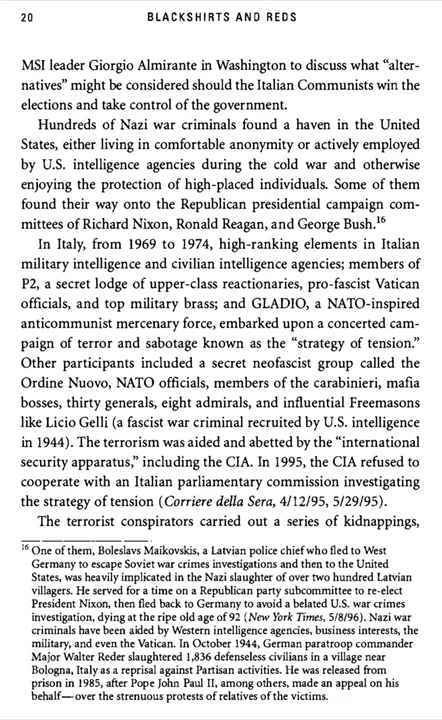 20 BLACKSHIRTS AND REDS
MSI leader Giorgio Almirante in Washington to discuss what “alter-
natives” might be considered should the Italian Communists win the
elections and take control of the government.
Hundreds of Nazi war criminals found a haven in the United
States, either living in comfortable anonymity or actively employed
by U.S. intelligence agencies during the cold war and otherwise
enjoying the protection of high-placed individuals. Some of them
found their way onto the Republican presidential campaign com-
mittees of Richard Nixon, Ronald Reagan, and George Bush.¹⁶
In Italy, from 1969 to 1974, high-ranking elements in Italian
military intelligence and civilian intelligence agencies; members of
P2, a secret lodge of upper-class reactionaries, pro-fascist Vatican
officials, and top military brass; and GLADIO, a NATO-inspired
anticommunist mercenary force, embarked upon a concerted cam-
paign of terror and sabotage known as the “strategy of tension.”
Other participants included a secret neofascist group called the
Ordine Nuovo, NATO officials, members of the carabinieri, mafia
bosses, thirty generals, eight admirals, and influential Freemasons
like Licio Gelli (a fascist war criminal recruited by U.S. intelligence
in 1944). The terrorism was aided and abetted by the “international
security apparatus,” including the CIA. In 1995, the CIA refused to
cooperate with an Italian parliamentary commission investigating
the strategy of tension (Corriere della Sera, 4/12/95, 5/29/95).
The terrorist conspirators carried out a series of kidnappings,
¹⁶ One of them, Boleslavs Maikovskis, a Latvian police chief who fled to West
Germany to escape Soviet war crimes investigations and then to the United
States, was heavily implicated in the Nazi slaughter of over two hundred Latvian
villagers. He served for a time on a Republican party subcommittee to re-elect
President Nixon, then fled back to Germany to avoid a belated U.S. war crimes
investigation, dying at the ripe old age of 92 (New York Times, 5/8/96). Nazi war
criminals have been aided by Western intelligence agencies, business interests, the
military, and even the Vatican. In October 1944, German paratroop commander
Major Walter Reder slaughtered 1,836 defenseless civilians in a village near
Bologna, Italy as a reprisal against Partisan activities. He was released from
prison in 1985, after Pope John Paul II, among others, made an appeal on his
behalf—over the strenuous protests of relatives of the victims.